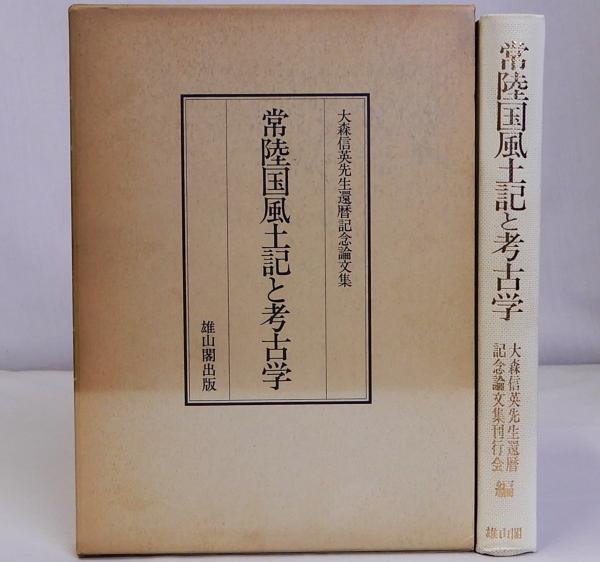 大森信英先生還暦記念論文集
常陸国風土記と考古学
雄山閣出版
常陸国風土記と考古学
大森信英先生還暦
記念論文集刊行会
編
雄山閣